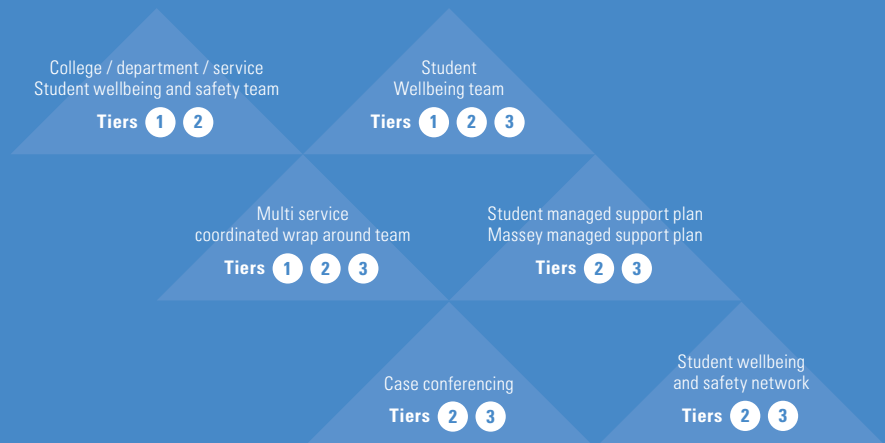 College / department / service
Student wellbeing and safety team
Tiers 1 2
Student
Wellbeing team
Tiers 1 2 3
Multi service
coordinated wrap around team
Tiers 1 2 3
Student managed support plan
Massey managed support plan
Tiers 2 3
Case conferencing
Tiers 2 3
Student wellbeing
and safety network
Tiers 2 3